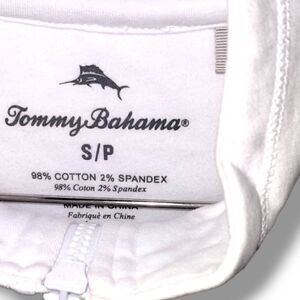 Tommy Bahama®
S/P
98% COTTON 2% SPANDEX
98% Coton 2% Spandex
MADE IN CHINA
Fabriqué en Chine